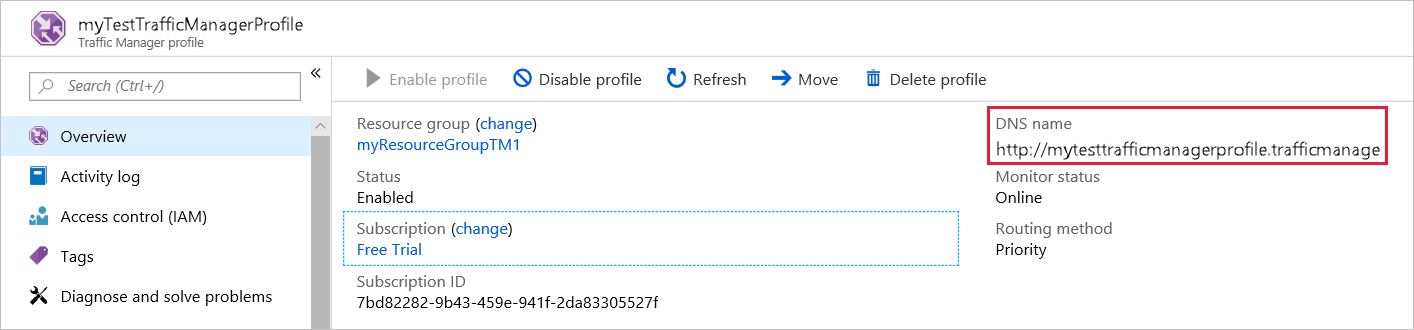 myTestTrafficManagerProfile
Traffic Manager profile
Search (Ctrl+/)
«
Overview
Activity log
Access control (IAM)
Tags
Diagnose and solve problems
Enable profile Disable profile Refresh Move Delete profile
Resource group (change)
myResourceGroupTM1
Status
Enabled
Subscription (change)
Free Trial
Subscription ID
7bd82282-9b43-459e-941f-2da83305527f
DNS name
http://mytesttrafficmanagerprofile.trafficmanage
Monitor status
Online
Routing method
Priority